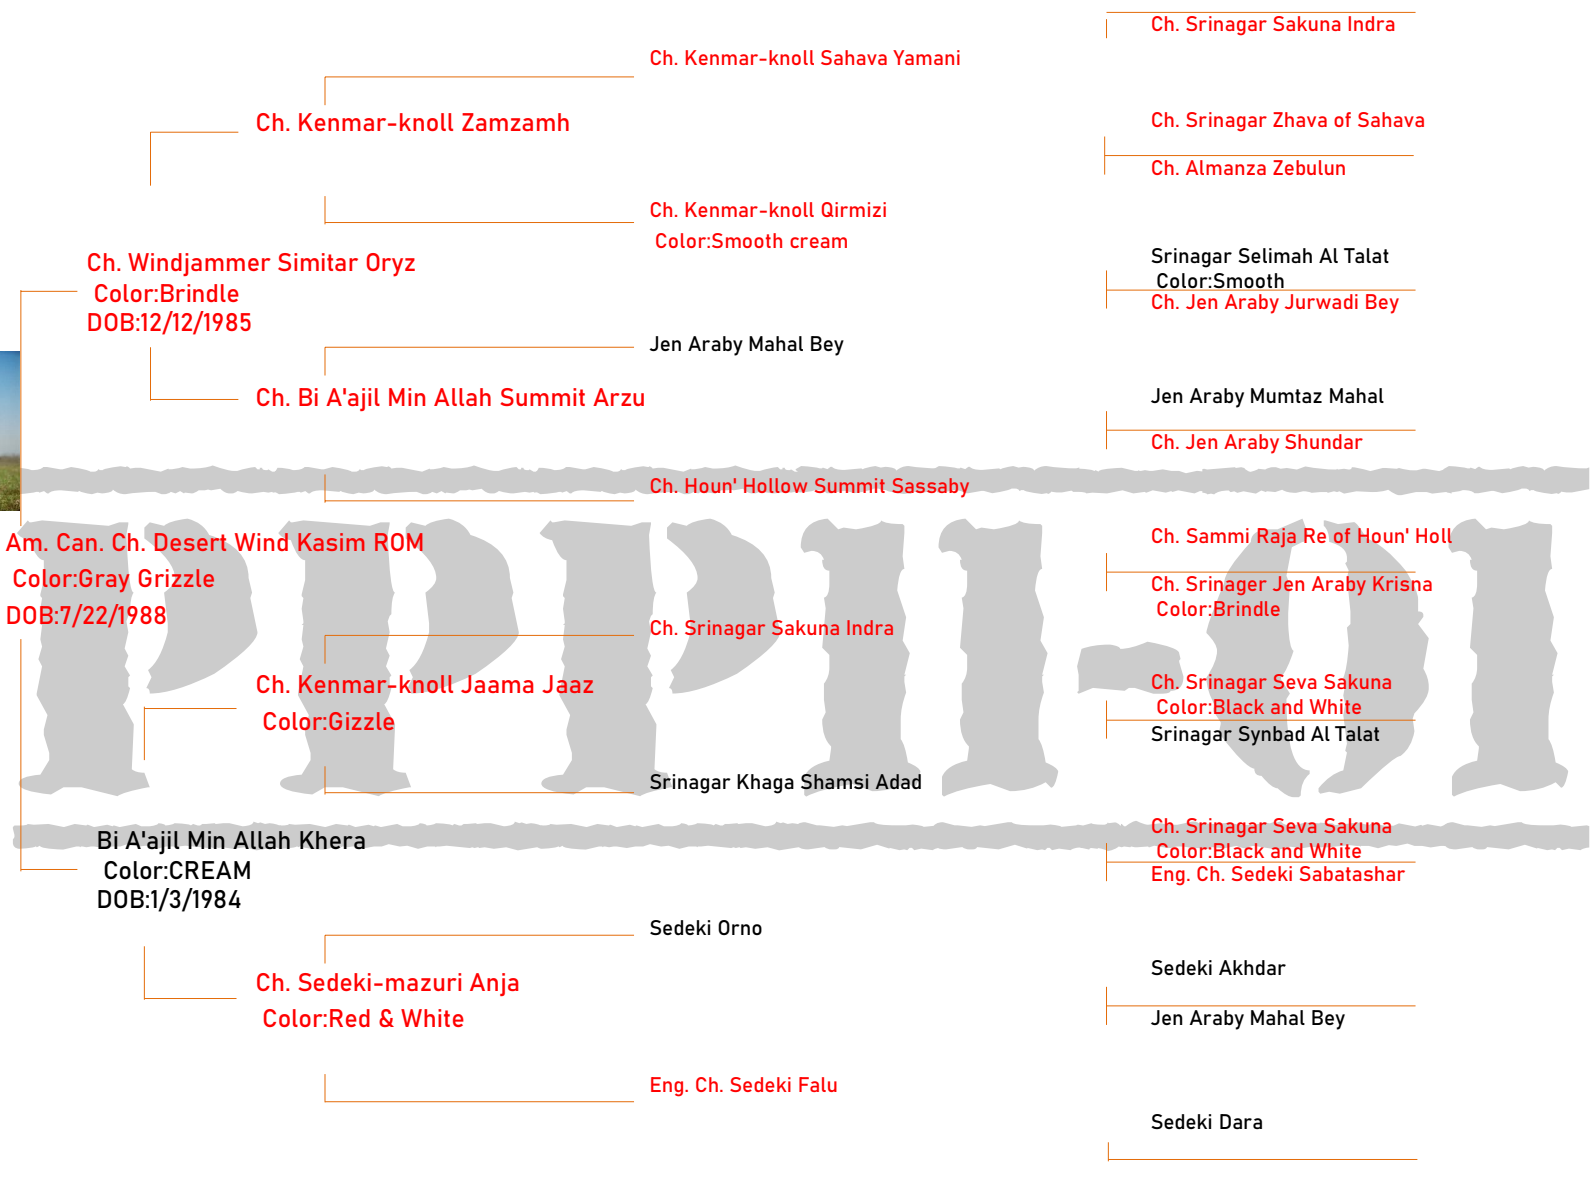 Ch. Srinagar Sakuna Indra
Ch. Kenmar-knoll Sahava Yamani
Ch. Kenmar-knoll Zamzamh
Ch. Srinagar Zhava of Sahava
Ch. Almanza Zebulun
Ch. Kenmar-knoll Qirmizi
Color:Smooth cream
Ch. Windjammer Simitar Oryz
Color:Brindle
DOB:12/12/1985
Srinagar Selimah Al Talat
Color:Smooth
Ch. Jen Araby Jurwadi Bey
Jen Araby Mahal Bey
Ch. Bi A'ajil Min Allah Summit Arzu
Jen Araby Mumtaz Mahal
Ch. Jen Araby Shundar
Ch. Houn' Hollow Summit Sassaby
Am. Can. Ch. Desert Wind Kasim ROM
Color:Gray Grizzle
DOB:7/22/1988
Ch. Sammi Raja Re of Houn' Holl
Ch. Srinager Jen Araby Krisna
Color:Brindle
Ch. Srinagar Sakuna Indra
Ch. Kenmar-knoll Jaama Jaaz
Color:Gizzle
Ch. Srinagar Seva Sakuna
Color:Black and White
Srinagar Synbad Al Talat
Srinagar Khaga Shamsi Adad
Bi A'ajil Min Allah Khera
Color:CREAM
DOB:1/3/1984
Ch. Srinagar Seva Sakuna
Color:Black and White
Eng. Ch. Sedeki Sabatashar
Sedeki Orno
Ch. Sedeki-mazuri Anja
Color:Red & White
Sedeki Akhdar
Jen Araby Mahal Bey
Eng. Ch. Sedeki Falu
Sedeki Dara